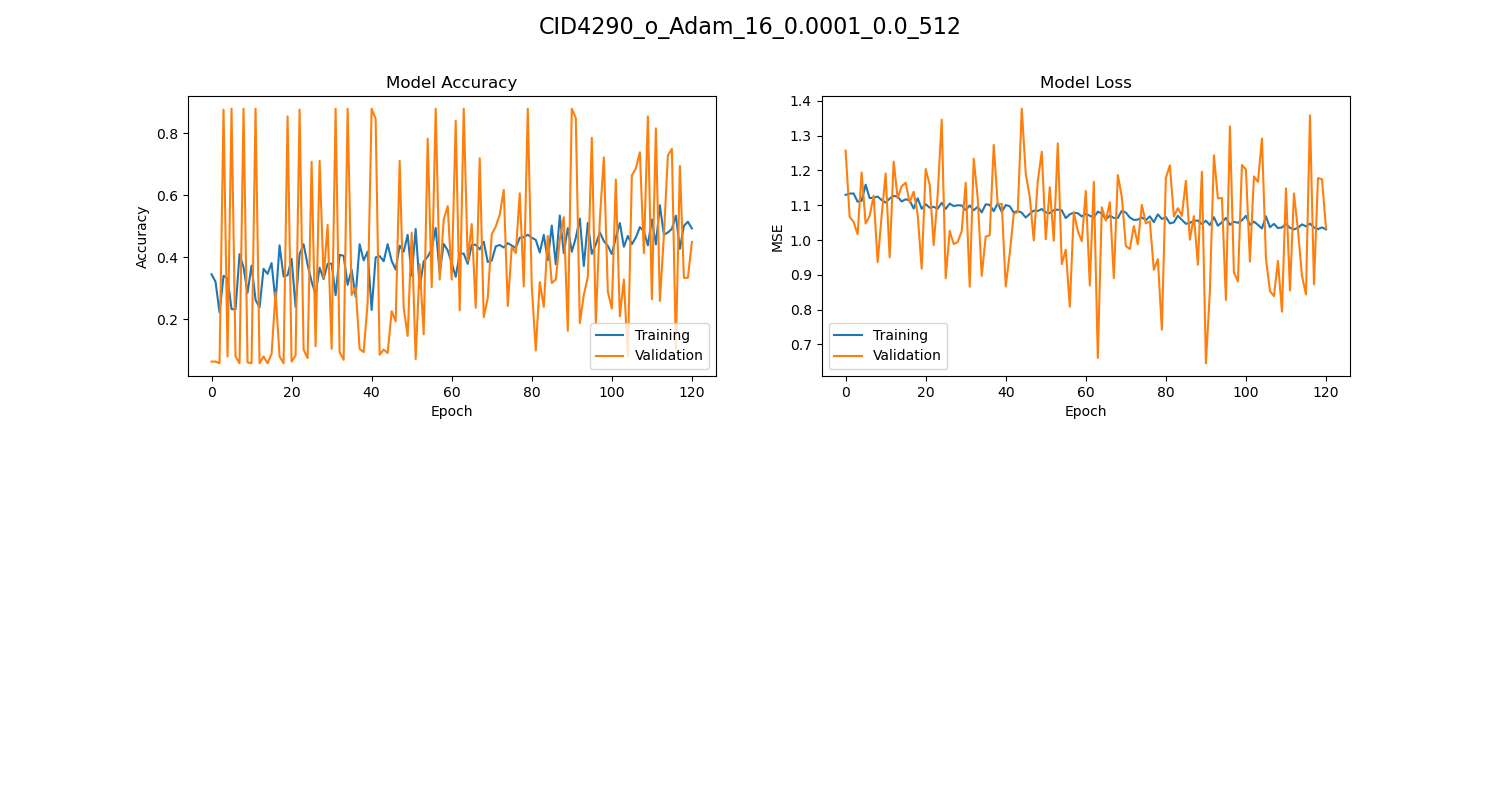 CID4290_o_Adam_16_0.0001_0.0_512
Model Accuracy
Accuracy
0.8
0.6
0.4
0.2
0 20 40 60 80 100 120
Epoch
Training
Validation
Model Loss
MSE
1.4
1.3
1.2
1.1
1.0
0.9
0.8
0.7
0 20 40 60 80 100 120
Epoch
Training
Validation